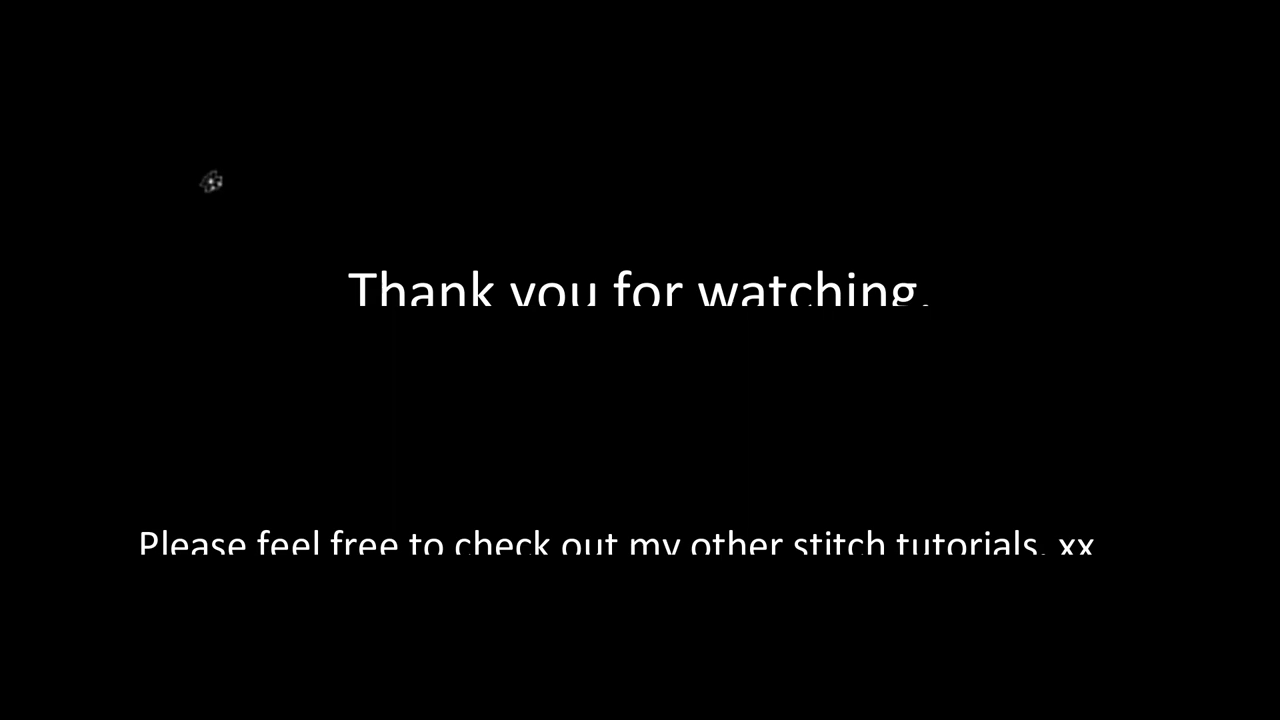 Thank you for watching.
Please feel free to check out my other stitch tutorials. xx